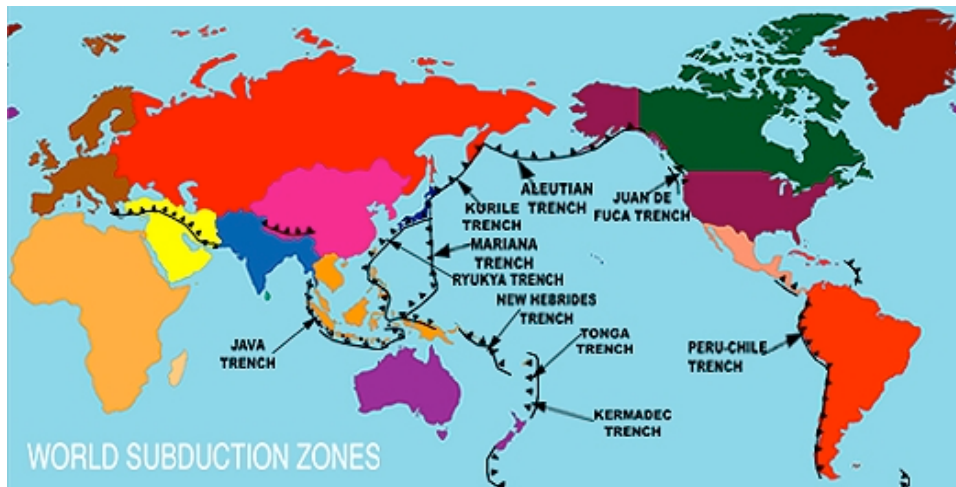 ALEUTIAN
TRENCH
JUAN DE
FUCA TRENCH
KURILE
TRENCH
MARIANA
TRENCH
RYUKYA TRENCH
NEW HEBRIDES
TRENCH
JAVA
TRENCH
TONGA
TRENCH
PERU-CHILE
TRENCH
KERMADEC
TRENCH
WORLD SUBDUCTION ZONES